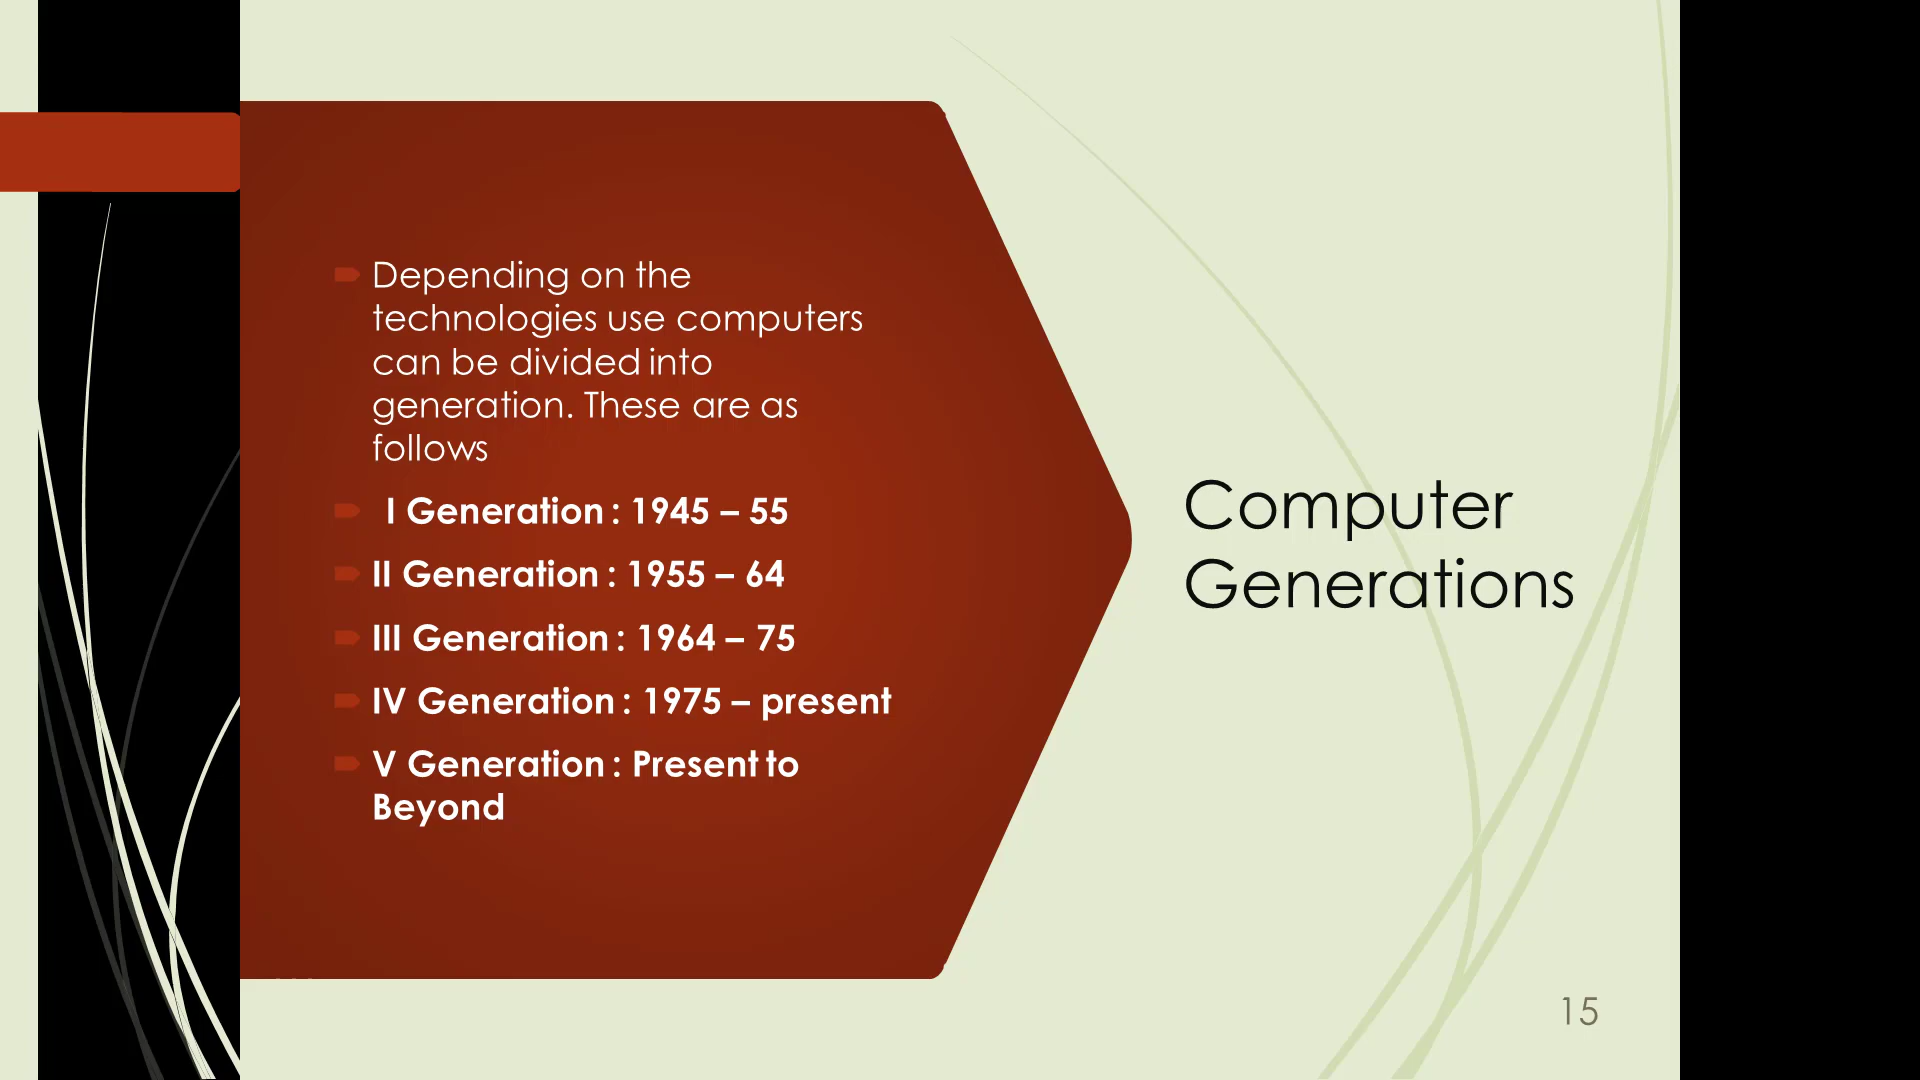 Depending on the
technologies use computers
can be divided into
generation. These are as
follows
I Generation : 1945 – 55
II Generation : 1955 – 64
III Generation : 1964 – 75
IV Generation : 1975 – present
V Generation : Present to
Beyond
Computer
Generations
15